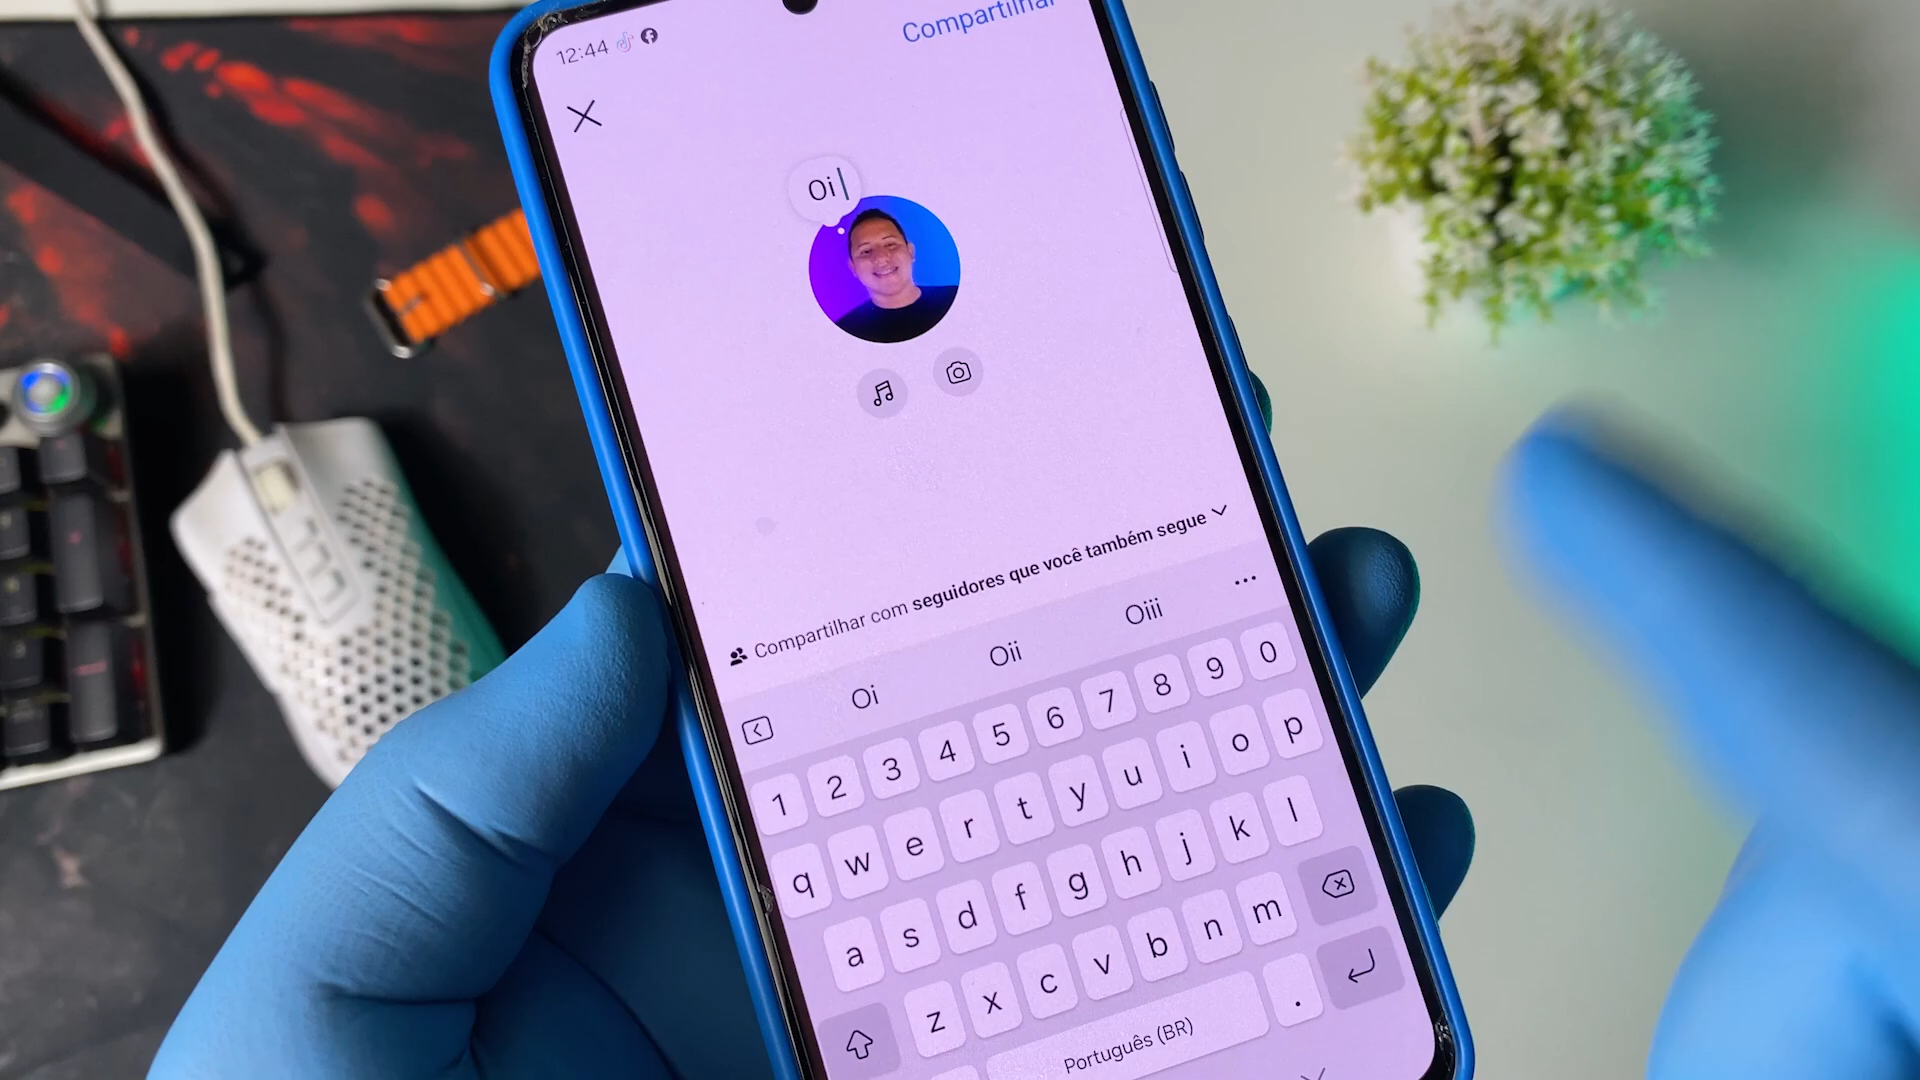 12:44
Compartilhar
Oi
Compartilhar com seguidores que você também segue
Oi Oii Oiii
1 2 3 4 5 6 7 8 9 0
q w e r t y u i o p
a s d f g h j k l
z x c v b n m
Português (BR) .